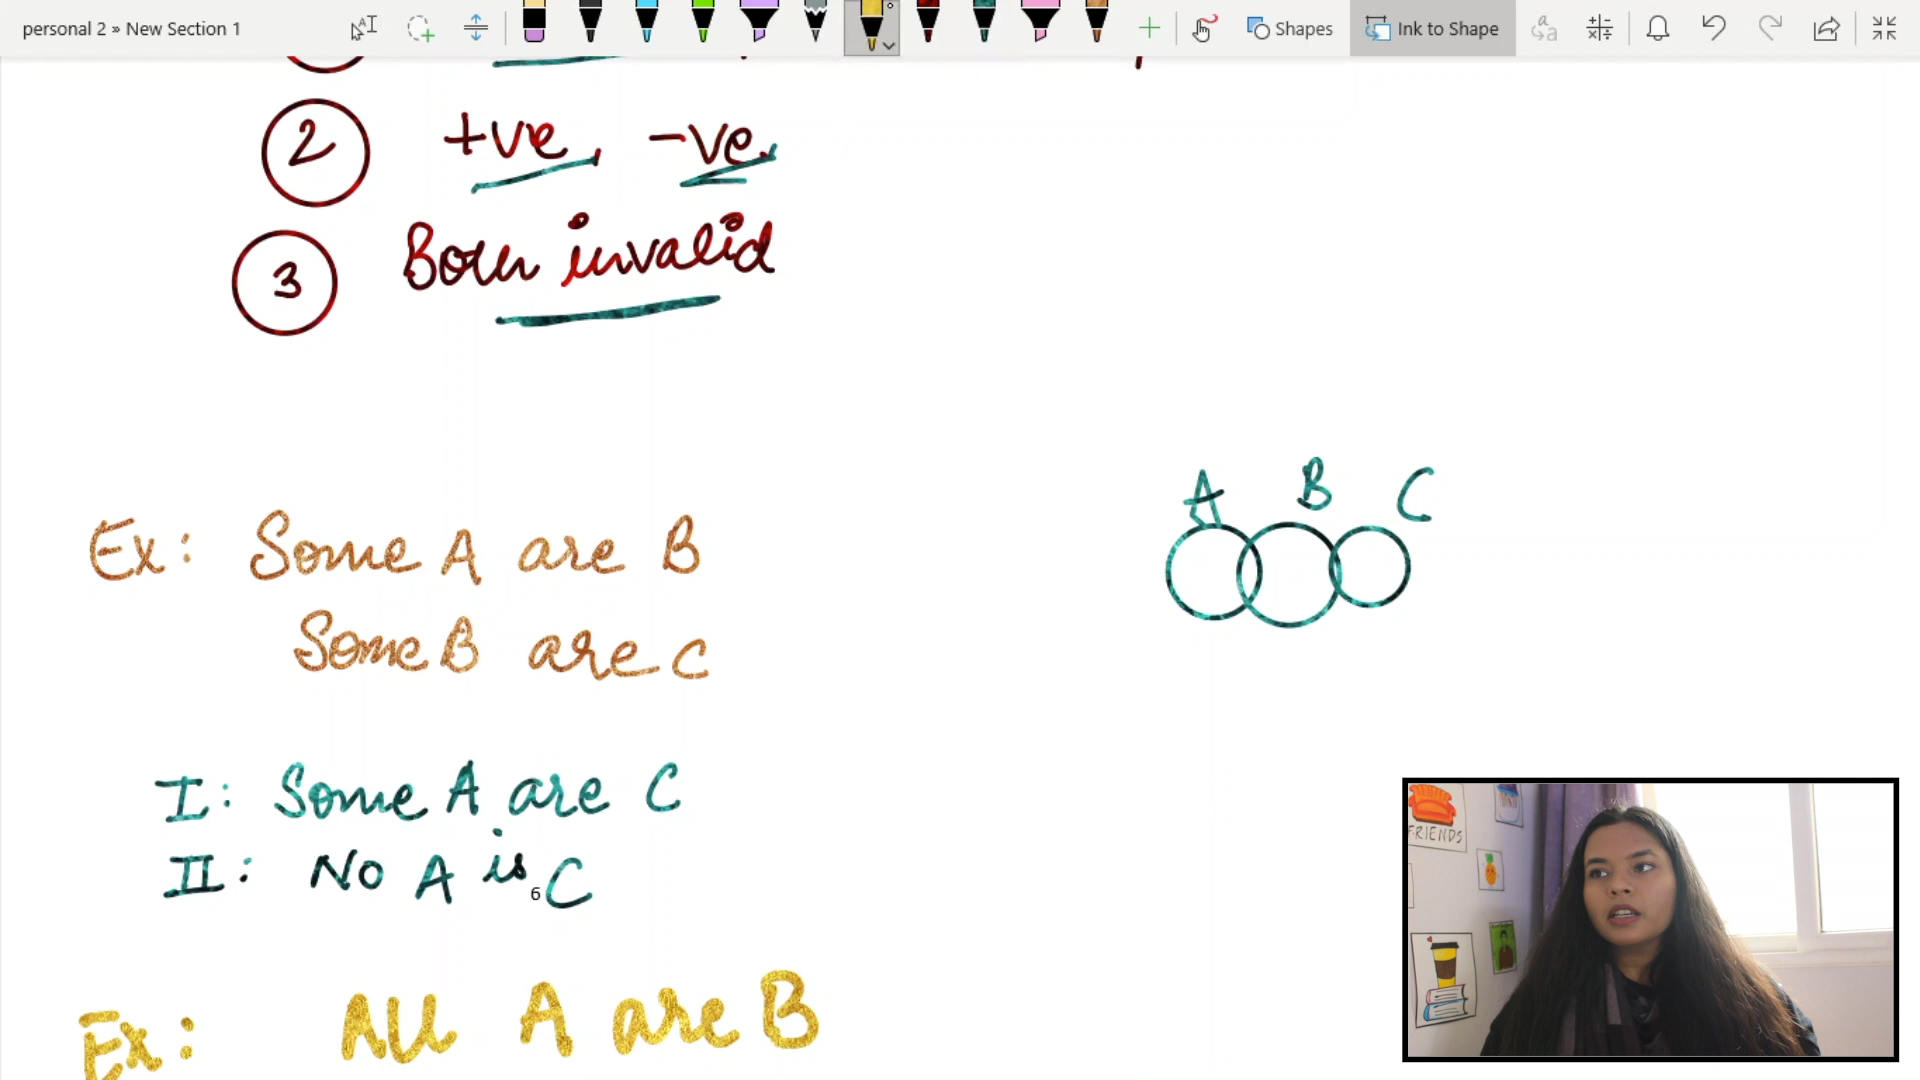 personal 2 » New Section 1
Shapes
Ink to Shape
2 +ve, -ve.
3 Both invalid
A B C
Ex: Some A are B
Some B are C
I: Some A are C
II: No A is C
6
Ex: All A are B
FRIENDS